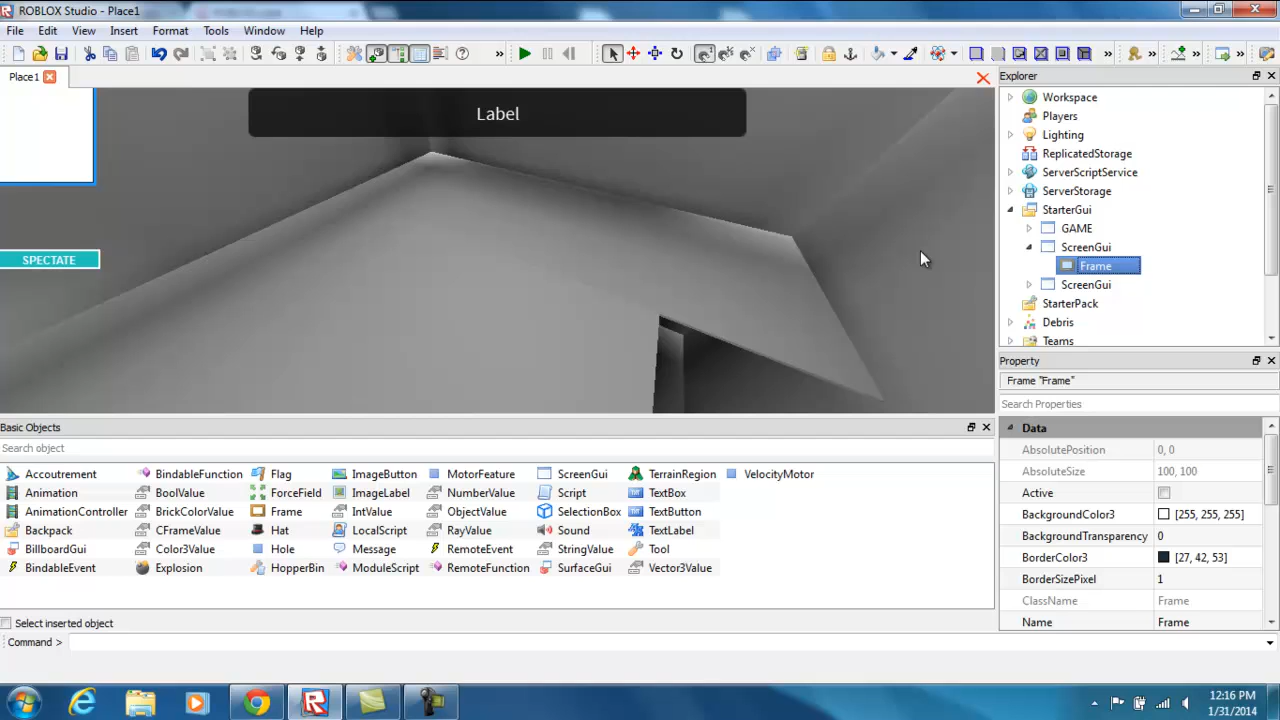 ROBLOX Studio - Place1
File Edit View Insert Format Tools Window Help
Place1
Label
SPECTATE
Explorer
Workspace
Players
Lighting
ReplicatedStorage
ServerScriptService
ServerStorage
StarterGui
GAME
ScreenGui
Frame
ScreenGui
StarterPack
Debris
Teams
Property
Frame "Frame"
Search Properties
Data
AbsolutePosition 0, 0
AbsoluteSize 100, 100
Active
BackgroundColor3 [255, 255, 255]
BackgroundTransparency 0
BorderColor3 [27, 42, 53]
BorderSizePixel 1
ClassName Frame
Name Frame
Basic Objects
Search object
Accoutrement BindableFunction Flag ImageButton MotorFeature ScreenGui TerrainRegion VelocityMotor
Animation BoolValue ForceField ImageLabel NumberValue Script TextBox
AnimationController BrickColorValue Frame IntValue ObjectValue SelectionBox TextButton
Backpack CFrameValue Hat LocalScript RayValue Sound TextLabel
BillboardGui Color3Value Hole Message RemoteEvent StringValue Tool
BindableEvent Explosion HopperBin ModuleScript RemoteFunction SurfaceGui Vector3Value
Select inserted object
Command >
12:16 PM
1/31/2014